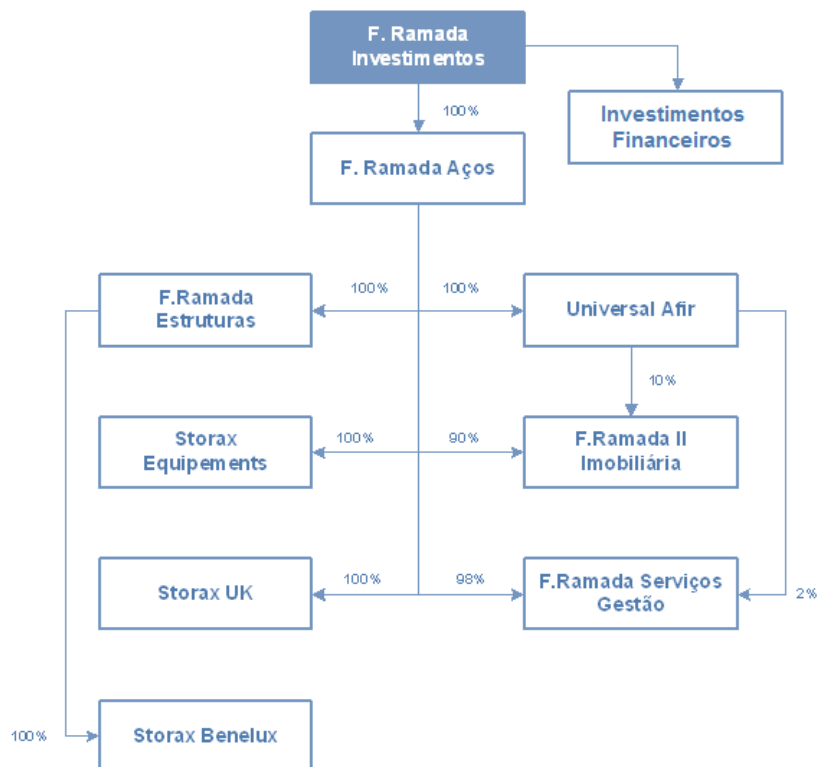 F. Ramada
Investimentos
100%
Investimentos
Financeiros
F. Ramada Aços
F.Ramada
Estruturas
100%
100%
Universal Afir
10%
Storax
Equipements
100%
90%
F.Ramada II
Imobiliária
Storax UK
100%
98%
F.Ramada Serviços
Gestão
2%
100%
Storax Benelux